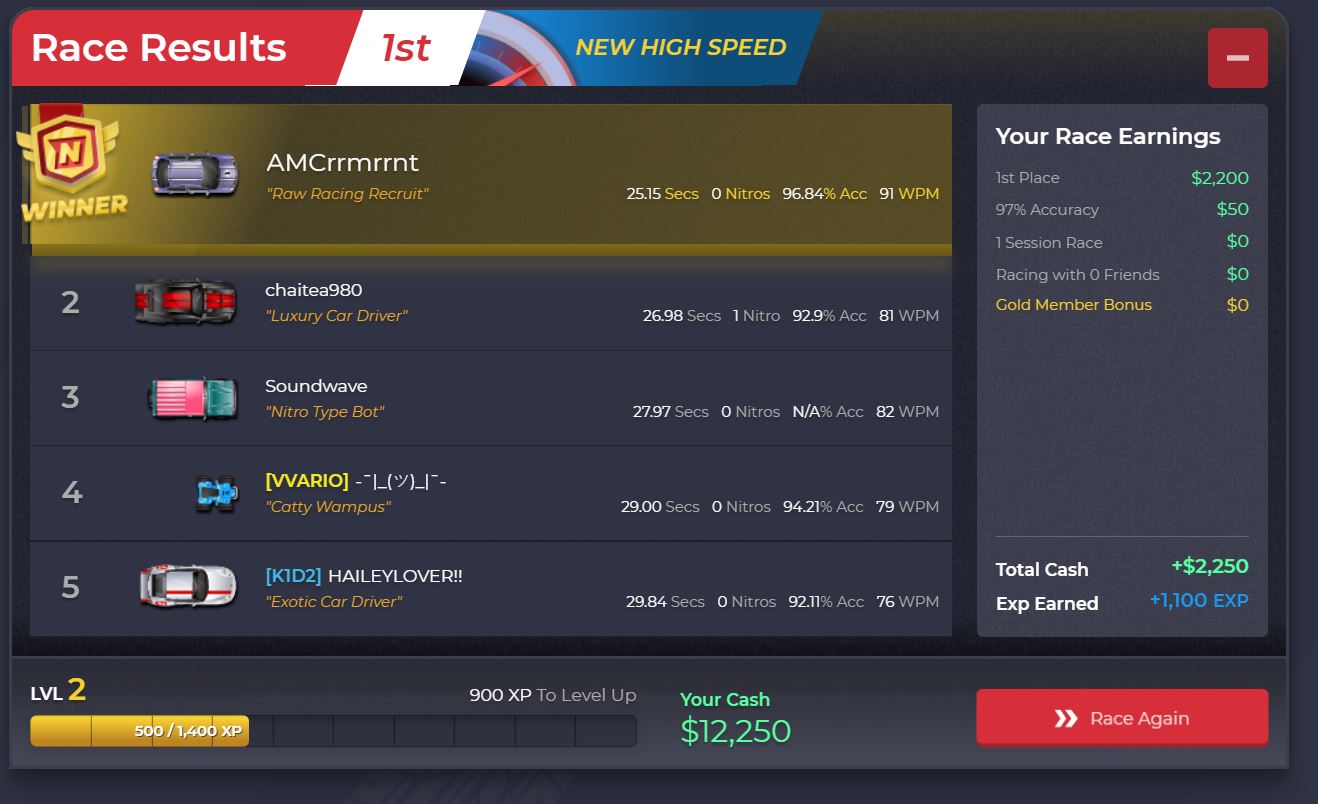 Race Results
1st
NEW HIGH SPEED
N
WINNER
AMCrrmrrnt
"Raw Racing Recruit"
25.15 Secs 0 Nitros 96.84% Acc 91 WPM
2
chaitea980
"Luxury Car Driver"
26.98 Secs 1 Nitro 92.9% Acc 81 WPM
3
Soundwave
"Nitro Type Bot"
27.97 Secs 0 Nitros N/A% Acc 82 WPM
4
[VVARIO] -¯|_(ツ)_|¯-
"Catty Wampus"
29.00 Secs 0 Nitros 94.21% Acc 79 WPM
5
[K1D2] HAILEYLOVER!!
"Exotic Car Driver"
29.84 Secs 0 Nitros 92.11% Acc 76 WPM
Your Race Earnings
1st Place $2,200
97% Accuracy $50
1 Session Race $0
Racing with 0 Friends $0
Gold Member Bonus $0
Total Cash +$2,250
Exp Earned +1,100 EXP
LVL 2
900 XP To Level Up
500 / 1,400 XP
Your Cash
$12,250
Race Again